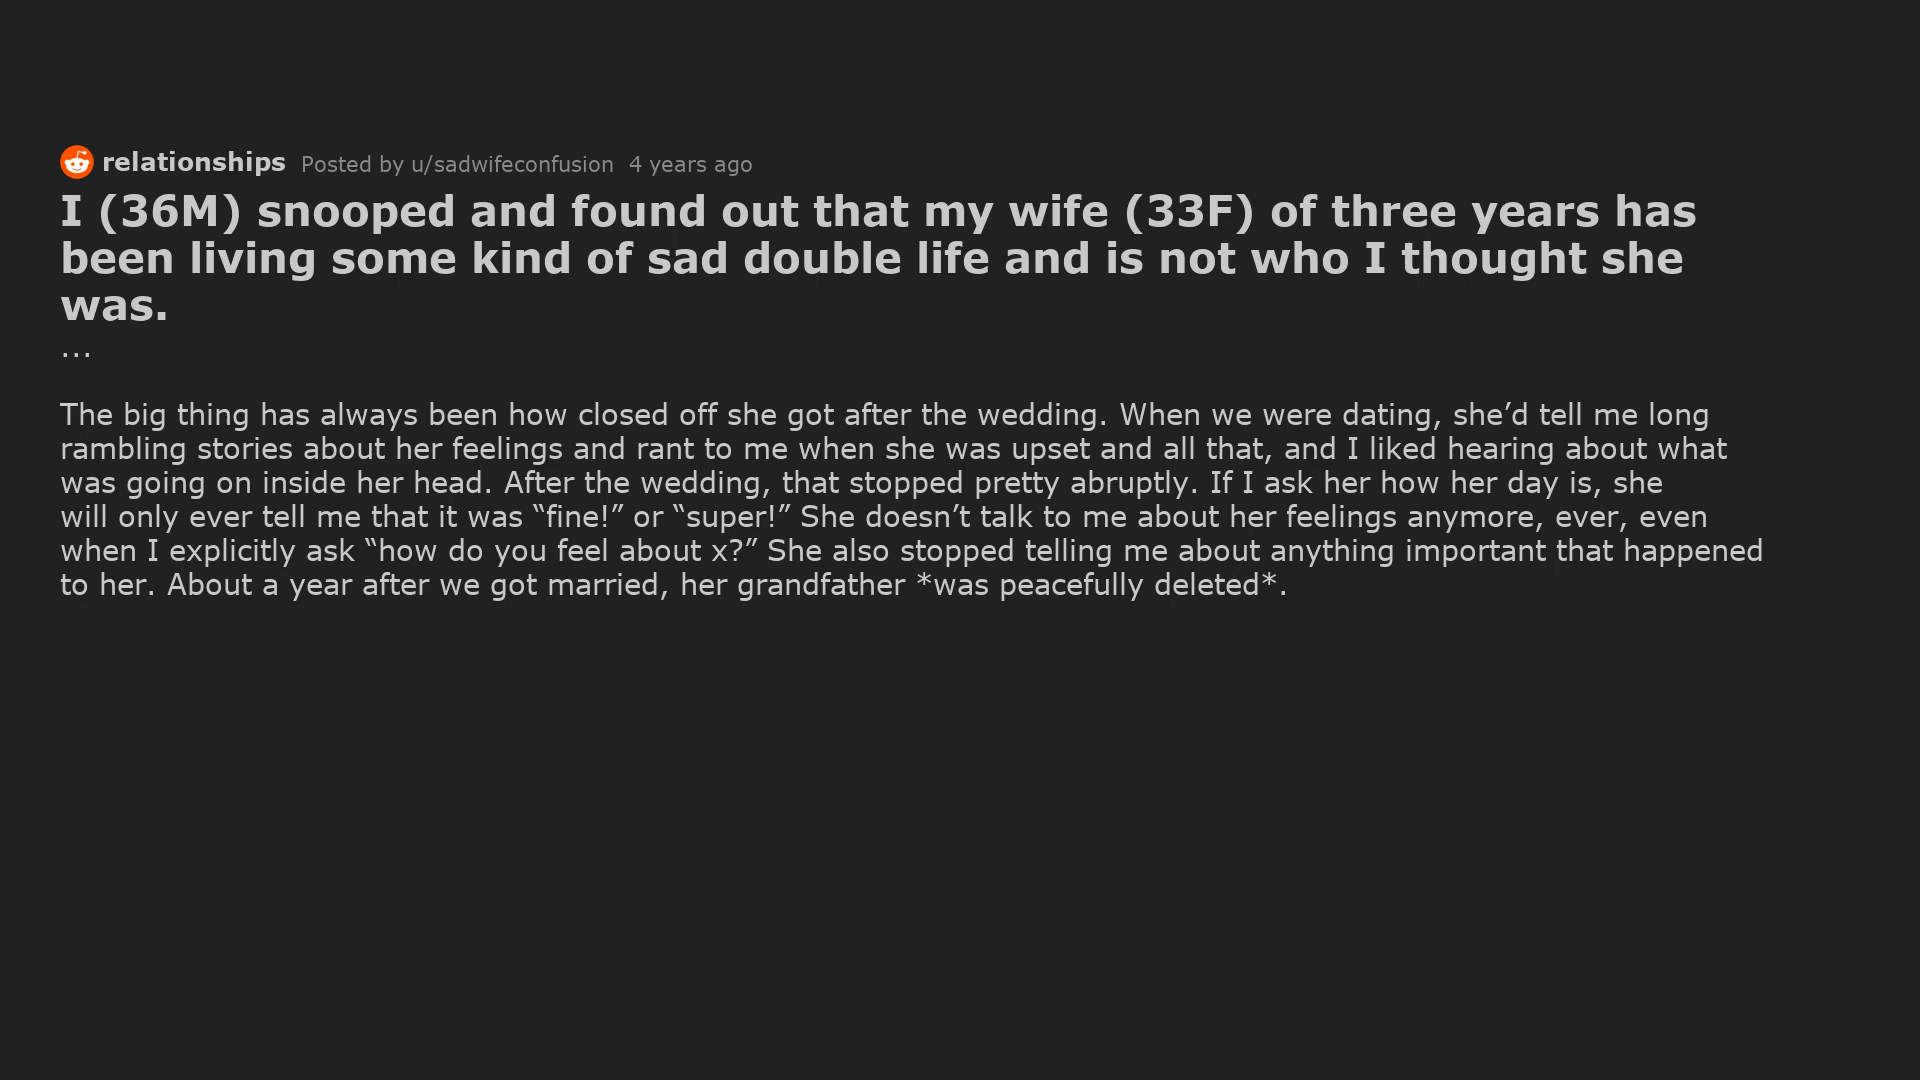 relationships Posted by u/sadwifeconfusion 4 years ago
I (36M) snooped and found out that my wife (33F) of three years has
been living some kind of sad double life and is not who I thought she
was.
...
The big thing has always been how closed off she got after the wedding. When we were dating, she’d tell me long
rambling stories about her feelings and rant to me when she was upset and all that, and I liked hearing about what
was going on inside her head. After the wedding, that stopped pretty abruptly. If I ask her how her day is, she
will only ever tell me that it was “fine!” or “super!” She doesn’t talk to me about her feelings anymore, ever, even
when I explicitly ask “how do you feel about x?” She also stopped telling me about anything important that happened
to her. About a year after we got married, her grandfather *was peacefully deleted*.